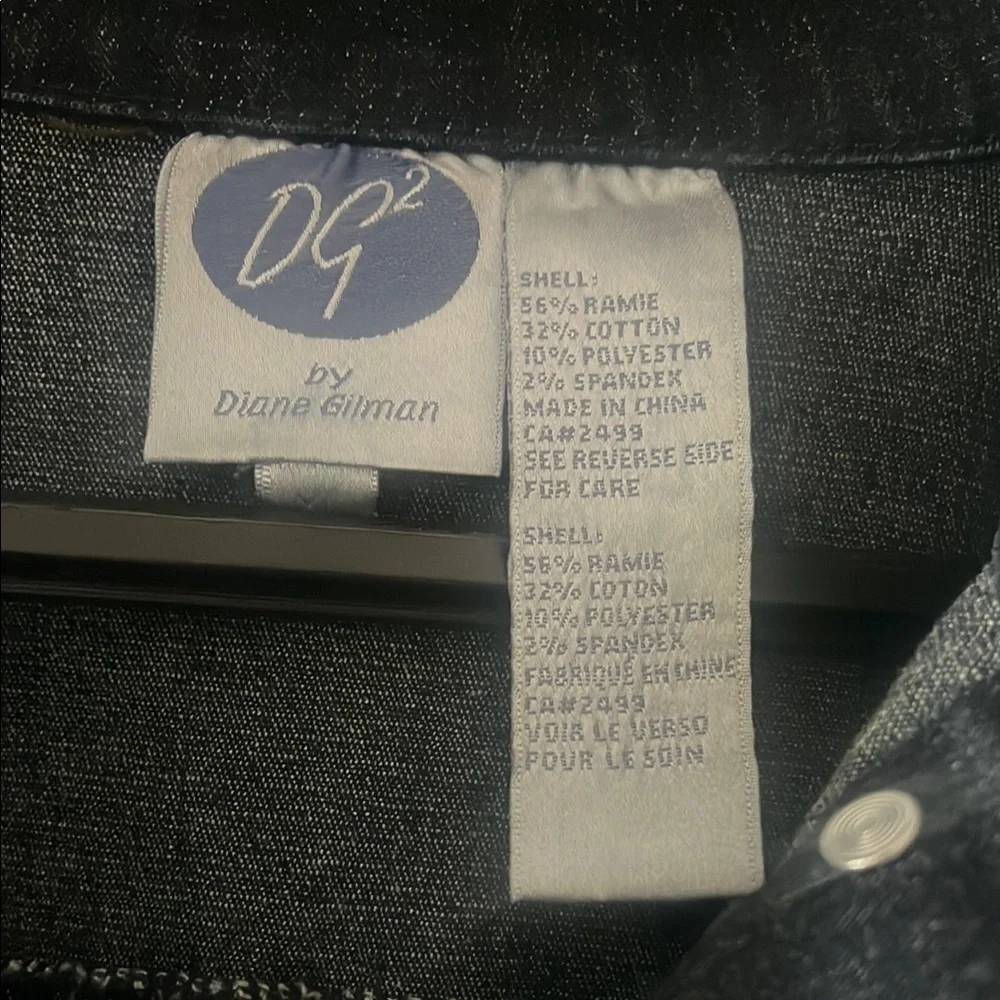 DG²
by
Diane Gilman
SHELL:
56% RAMIE
32% COTTON
10% POLYESTER
2% SPANDEX
MADE IN CHINA
CA#2499
SEE REVERSE SIDE
FOR CARE
SHELL:
56% RAMIE
32% COTON
10% POLYESTER
2% SPANDEX
FABRIQUÉ EN CHINE
CA#2499
VOIR LE VERSO
POUR LE SOIN